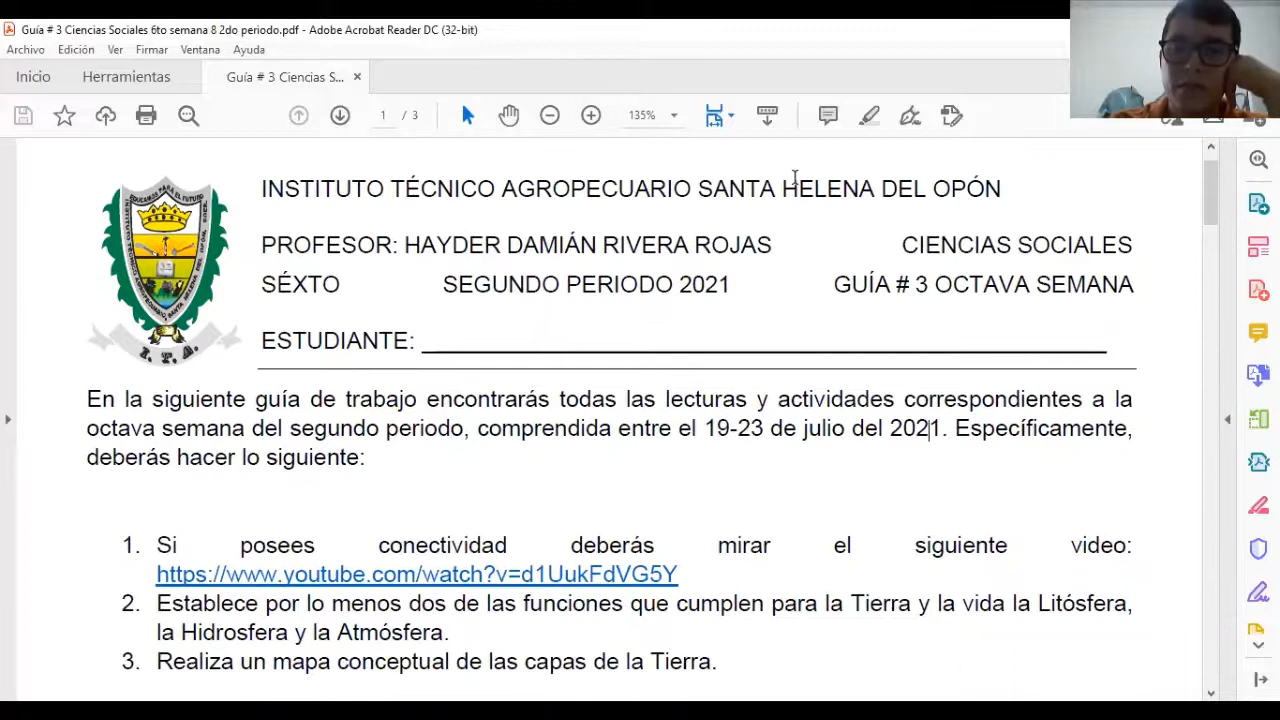 Guía # 3 Ciencias Sociales 6to semana 8 2do periodo.pdf - Adobe Acrobat Reader DC (32-bit)
Archivo Edición Ver Firmar Ventana Ayuda
Inicio Herramientas Guía # 3 Ciencias S... ×
1 / 3 135%
INSTITUTO TÉCNICO AGROPECUARIO SANTA HELENA DEL OPÓN
PROFESOR: HAYDER DAMIÁN RIVERA ROJAS CIENCIAS SOCIALES
SÉXTO SEGUNDO PERIODO 2021 GUÍA # 3 OCTAVA SEMANA
ESTUDIANTE:
I.T.A.
En la siguiente guía de trabajo encontrarás todas las lecturas y actividades correspondientes a la
octava semana del segundo periodo, comprendida entre el 19-23 de julio del 2021. Específicamente,
deberás hacer lo siguiente:
1. Si posees conectividad deberás mirar el siguiente video:
https://www.youtube.com/watch?v=d1UukFdVG5Y
2. Establece por lo menos dos de las funciones que cumplen para la Tierra y la vida la Litósfera,
la Hidrosfera y la Atmósfera.
3. Realiza un mapa conceptual de las capas de la Tierra.